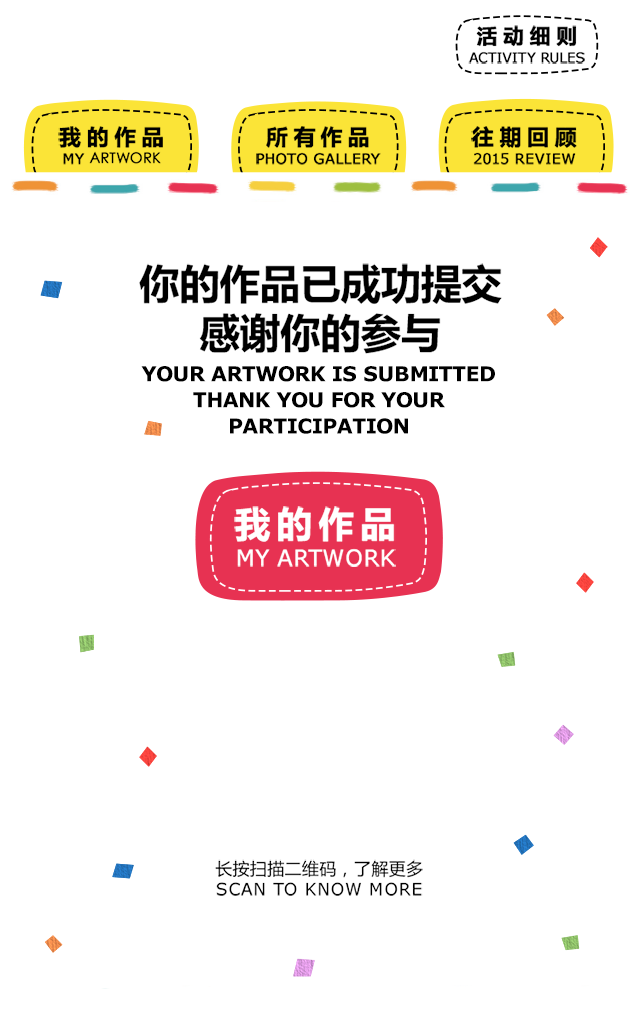 活动细则
ACTIVITY RULES
我的作品
MY ARTWORK
所有作品
PHOTO GALLERY
往期回顾
2015 REVIEW
你的作品已成功提交
感谢你的参与
YOUR ARTWORK IS SUBMITTED
THANK YOU FOR YOUR
PARTICIPATION
我的作品
MY ARTWORK
长按扫描二维码，了解更多
SCAN TO KNOW MORE